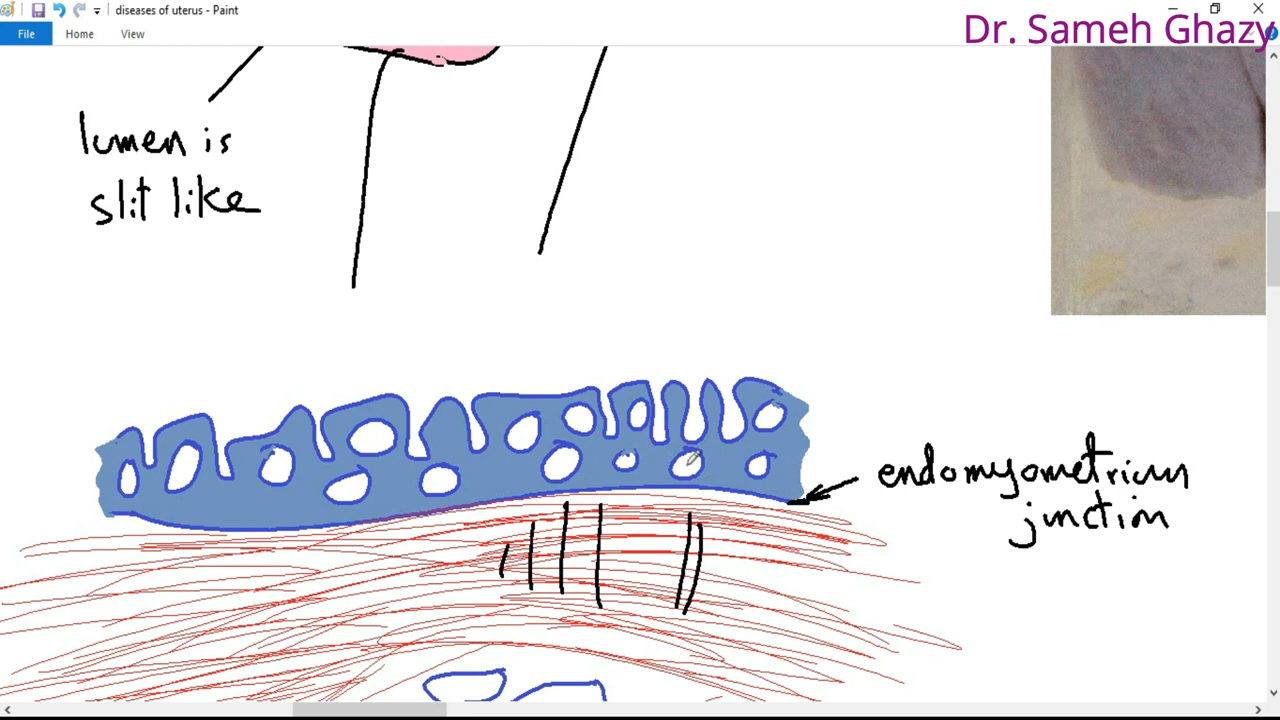 diseases of uterus - Paint
File Home View
Dr. Sameh Ghazy
lumen is
slit like
endomyometrium
junction